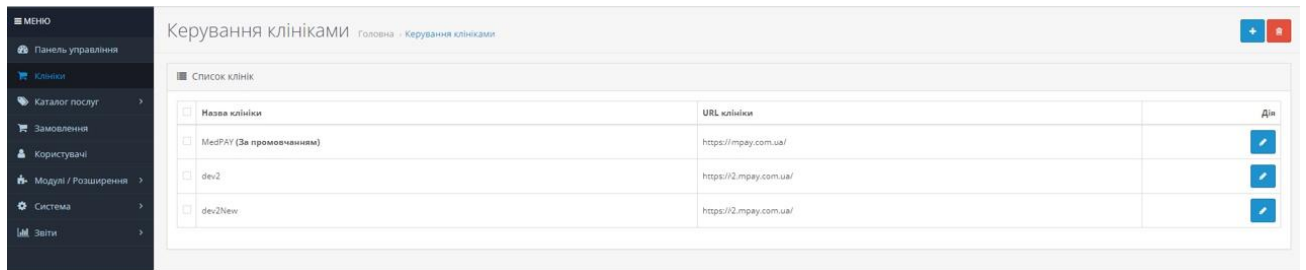 МЕНЮ
Панель управління
Клініки
Каталог послуг
Замовлення
Користувачі
Модулі / Розширення
Система
Звіти
Керування клініками Головна › Керування клініками
Список клінік
Назва клініки URL клініки Дія
MedPAY (За промовчанням) https://mpay.com.ua/
dev2 https://2.mpay.com.ua/
dev2New https://2.mpay.com.ua/